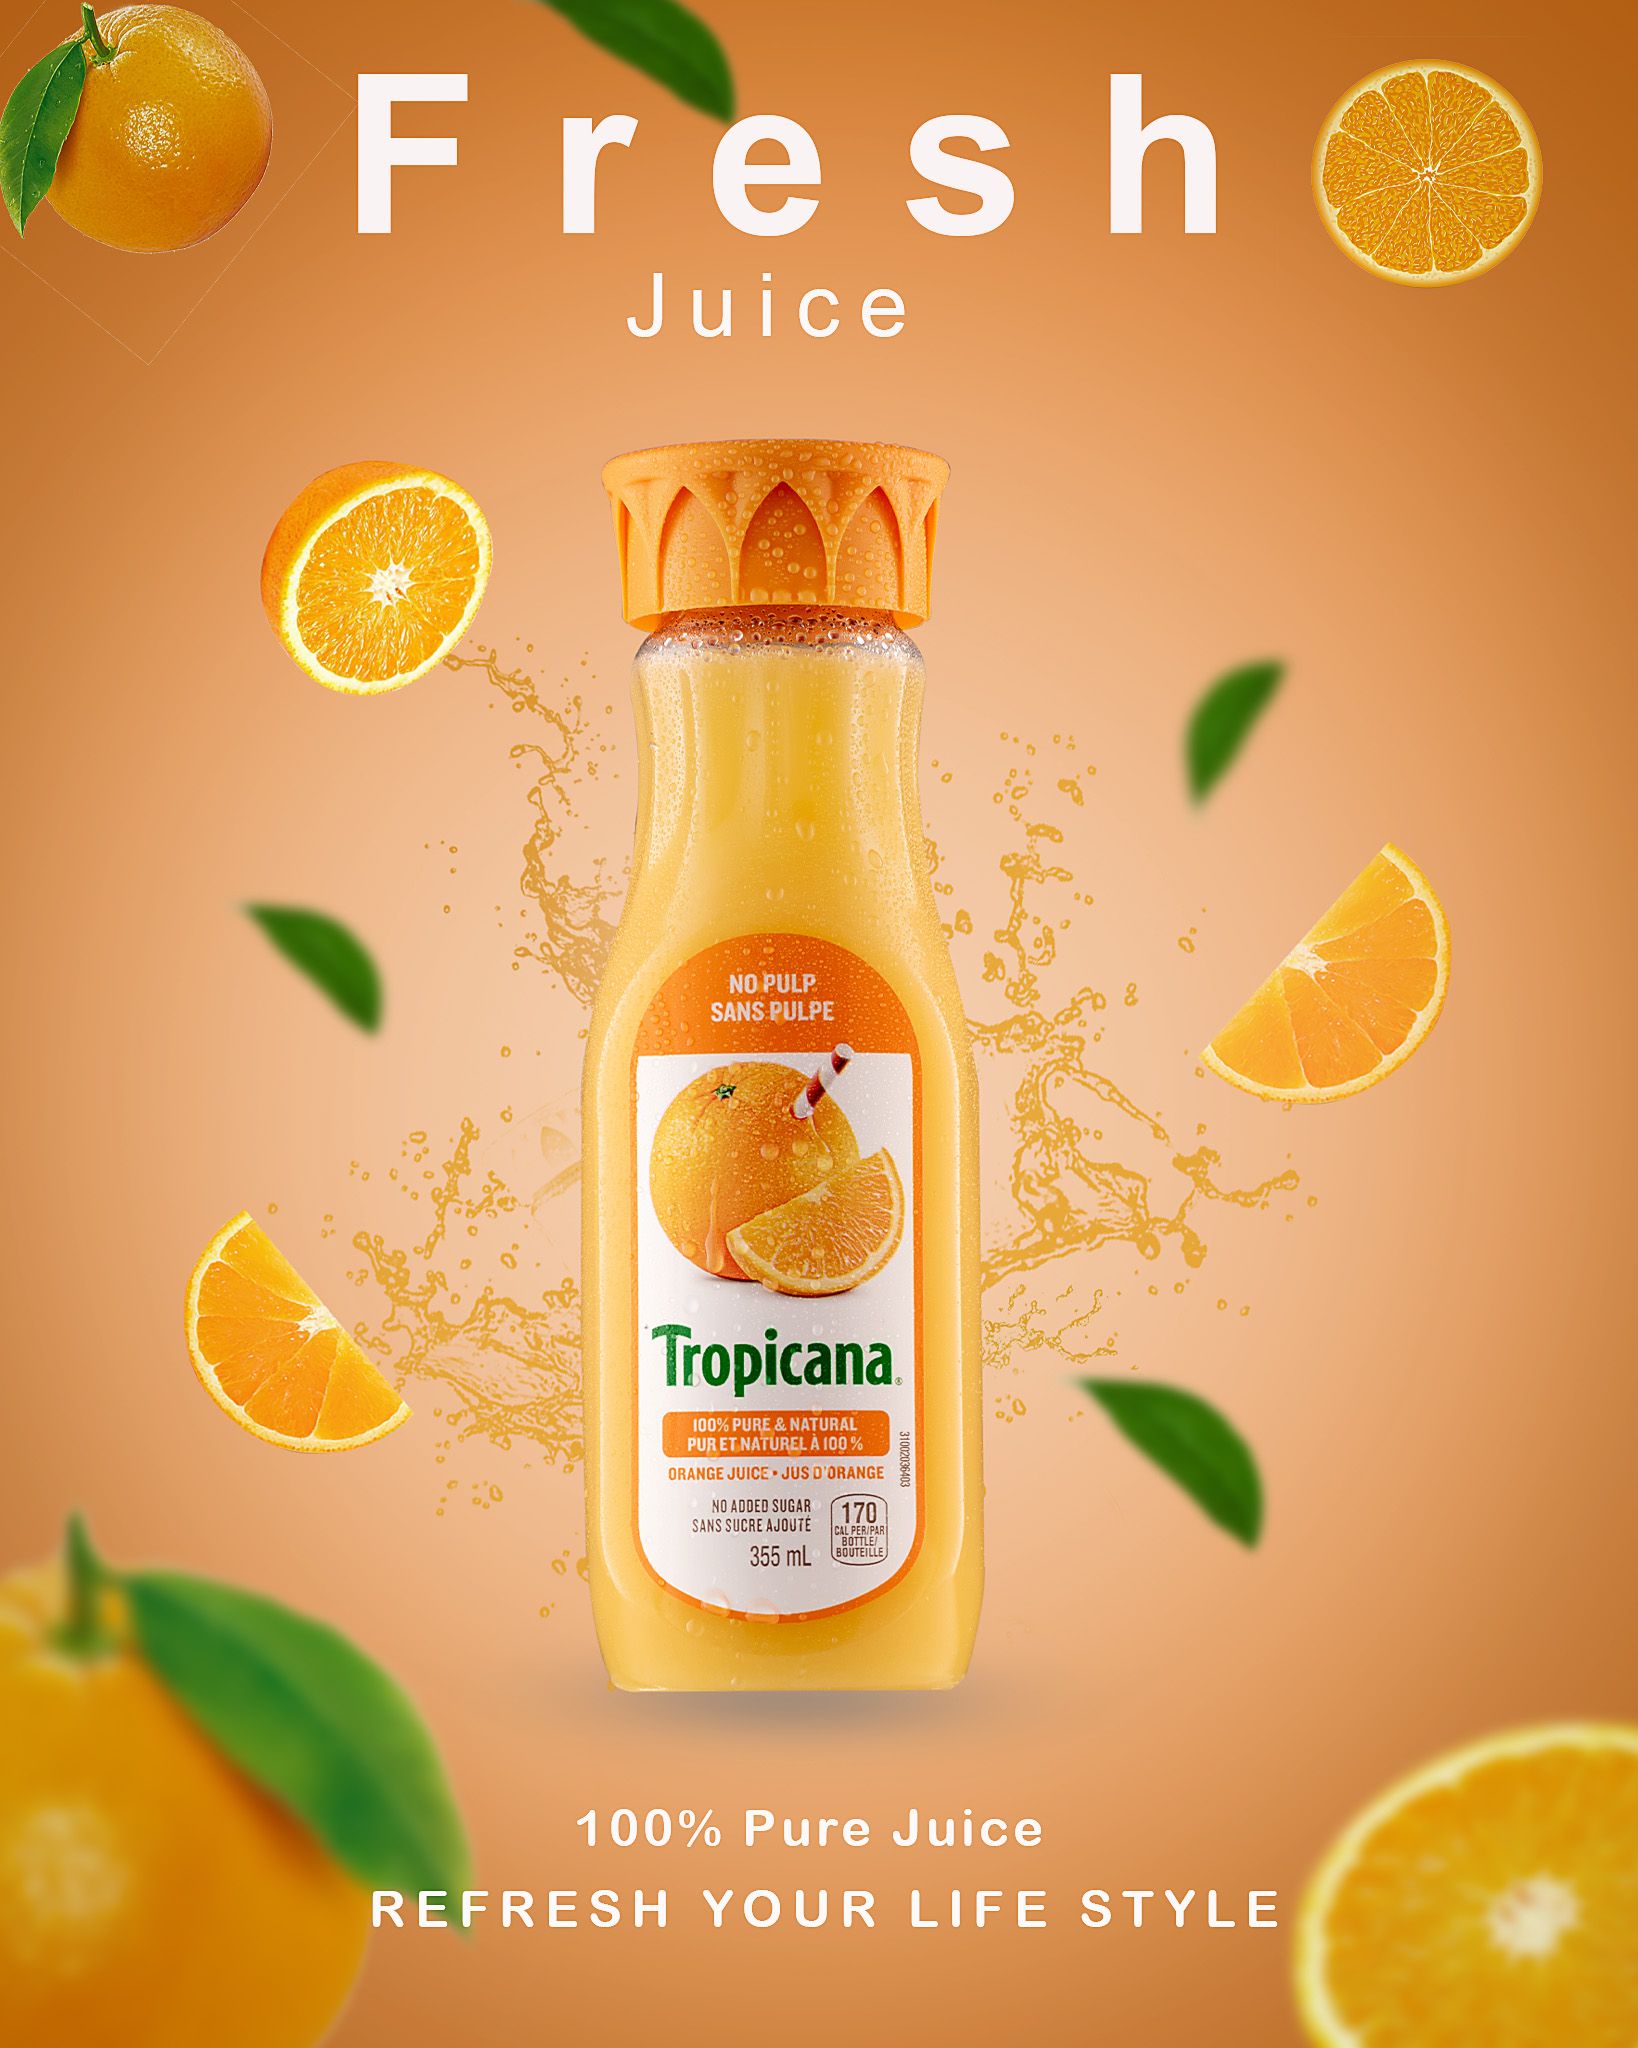 Fresh
Juice
NO PULP
SANS PULPE
Tropicana®
100% PURE & NATURAL
PUR ET NATUREL À 100 %
ORANGE JUICE • JUS D'ORANGE
31002036403
NO ADDED SUGAR
SANS SUCRE AJOUTÉ
355 mL
170
CAL PER/PAR
BOTTLE/
BOUTEILLE
100% Pure Juice
REFRESH YOUR LIFE STYLE